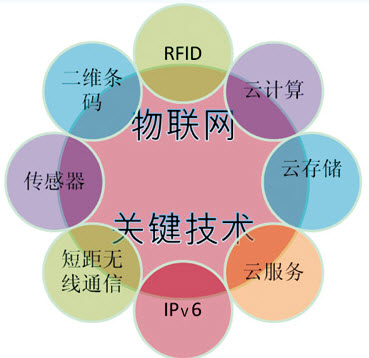 RFID
二维条
码
云计算
物联网
传感器
云存储
关键技术
短距无
线通信
云服务
IPv6